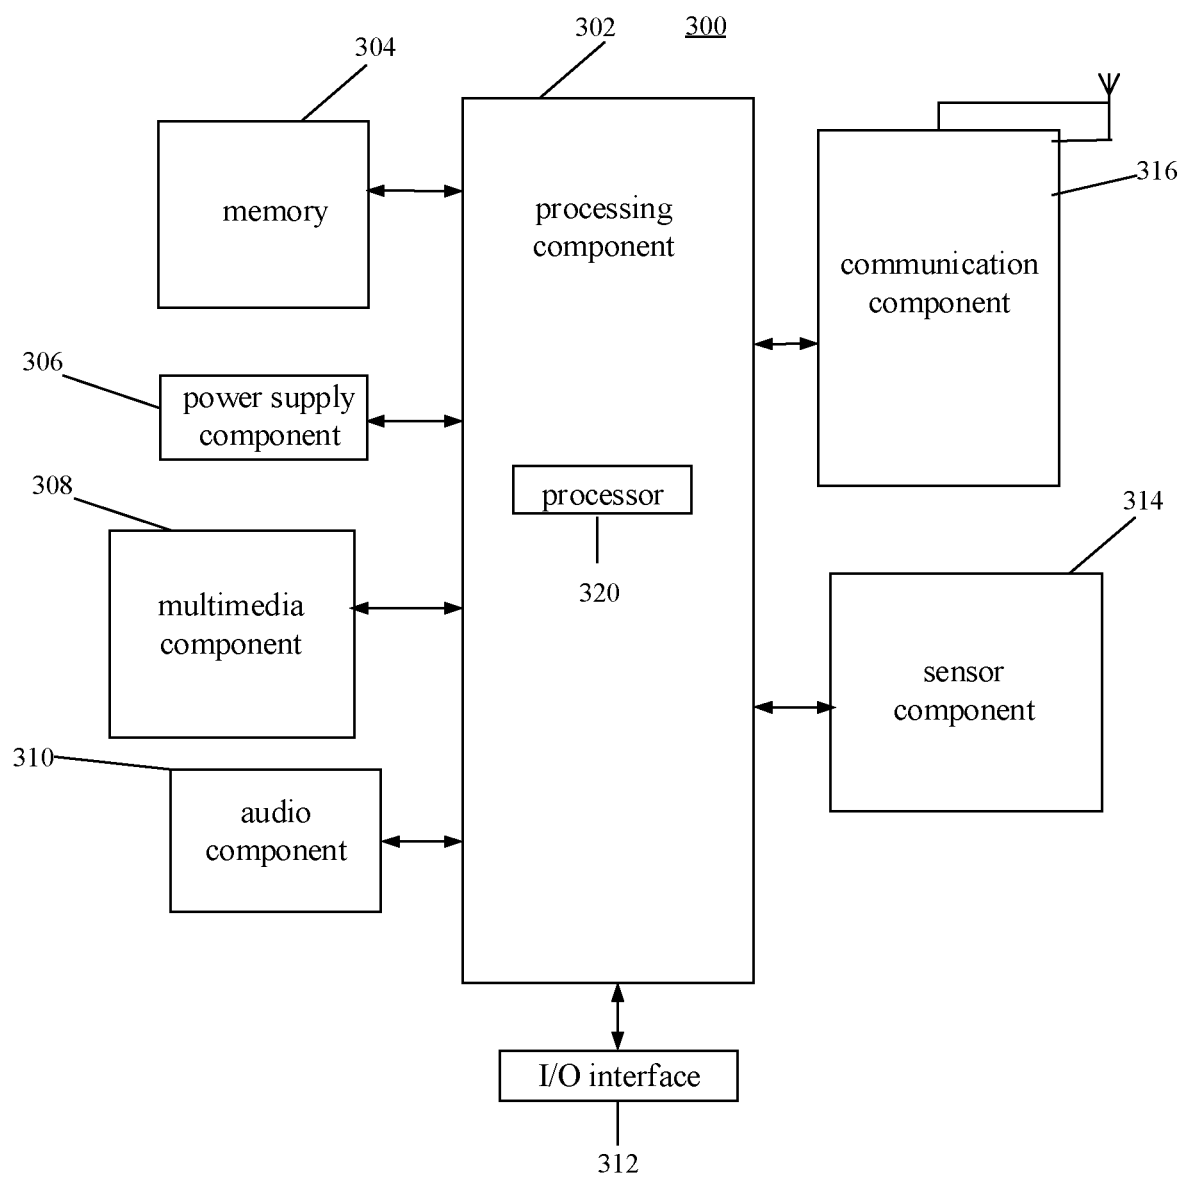 302
300
304
memory
processing
component
316
communication
component
306
power supply
component
308
processor
320
314
multimedia
component
sensor
component
310
audio
component
I/O interface
312